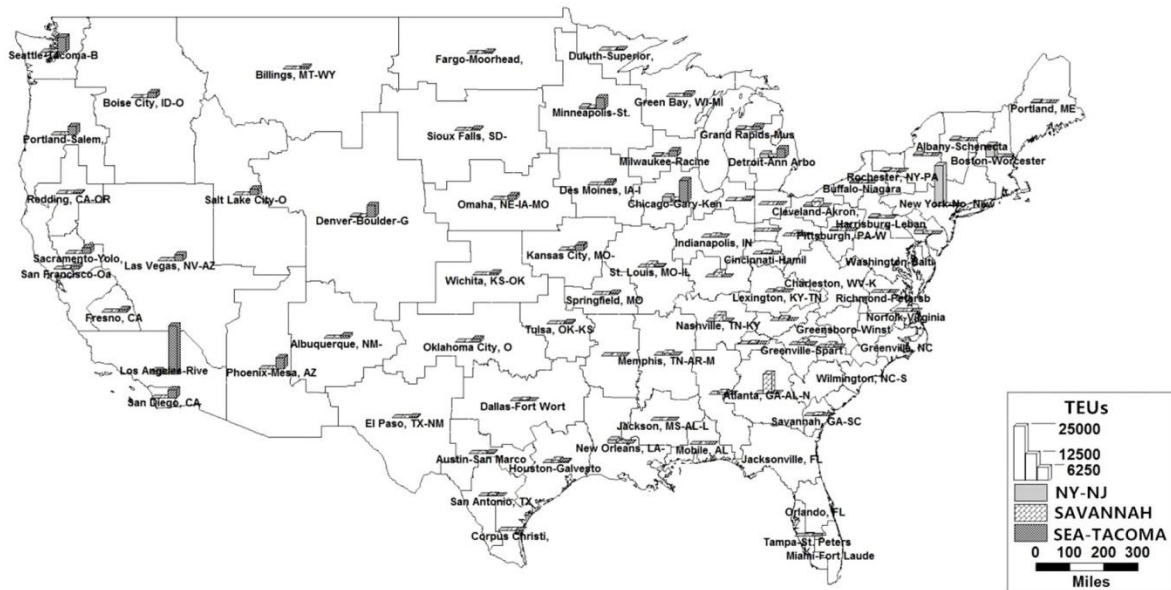 Seattle-Tacoma-B
Billings, MT-WY
Fargo-Moorhead,
Duluth-Superior,
Boise City, ID-O
Minneapolis-St.
Green Bay, WI-MI
Portland, ME
Portland-Salem,
Sioux Falls, SD-
Grand Rapids-Mus
Albany-Schenecta
Milwaukee-Racine
Detroit-Ann Arbo
Boston-Worcester
Redding, CA-OR
Salt Lake City-O
Omaha, NE-IA-MO
Des Moines, IA-I
Chicago-Gary-Ken
Rochester, NY-PA
Buffalo-Niagara
New York-No. New
Denver-Boulder-G
Cleveland-Akron,
Harrisburg-Leban
Sacramento-Yolo,
San Francisco-Oa
Las Vegas, NV-AZ
Kansas City, MO-
Indianapolis, IN
Pittsburgh, PA-W
St. Louis, MO-IL
Cincinnati-Hamil
Washington-Balti
Wichita, KS-OK
Charleston, WV-K
Springfield, MO
Lexington, KY-TN
Richmond-Petersb
Fresno, CA
Norfolk-Virginia
Tulsa, OK-KS
Nashville, TN-KY
Greensboro-Winst
Albuquerque, NM-
Oklahoma City, O
Greenville-Spart
Greenville, NC
Los Angeles-Rive
Phoenix-Mesa, AZ
Memphis, TN-AR-M
Wilmington, NC-S
San Diego, CA
Dallas-Fort Wort
Atlanta, GA-AL-N
El Paso, TX-NM
Jackson, MS-AL-L
Savannah, GA-SC
Austin-San Marco
Houston-Galvesto
New Orleans, LA-
Mobile, AL
Jacksonville, FL
San Antonio, TX
Orlando, FL
Corpus Christi,
Tampa-St. Peters
Miami-Fort Laude
TEUs
25000
12500
6250
NY-NJ
SAVANNAH
SEA-TACOMA
0 100 200 300
Miles